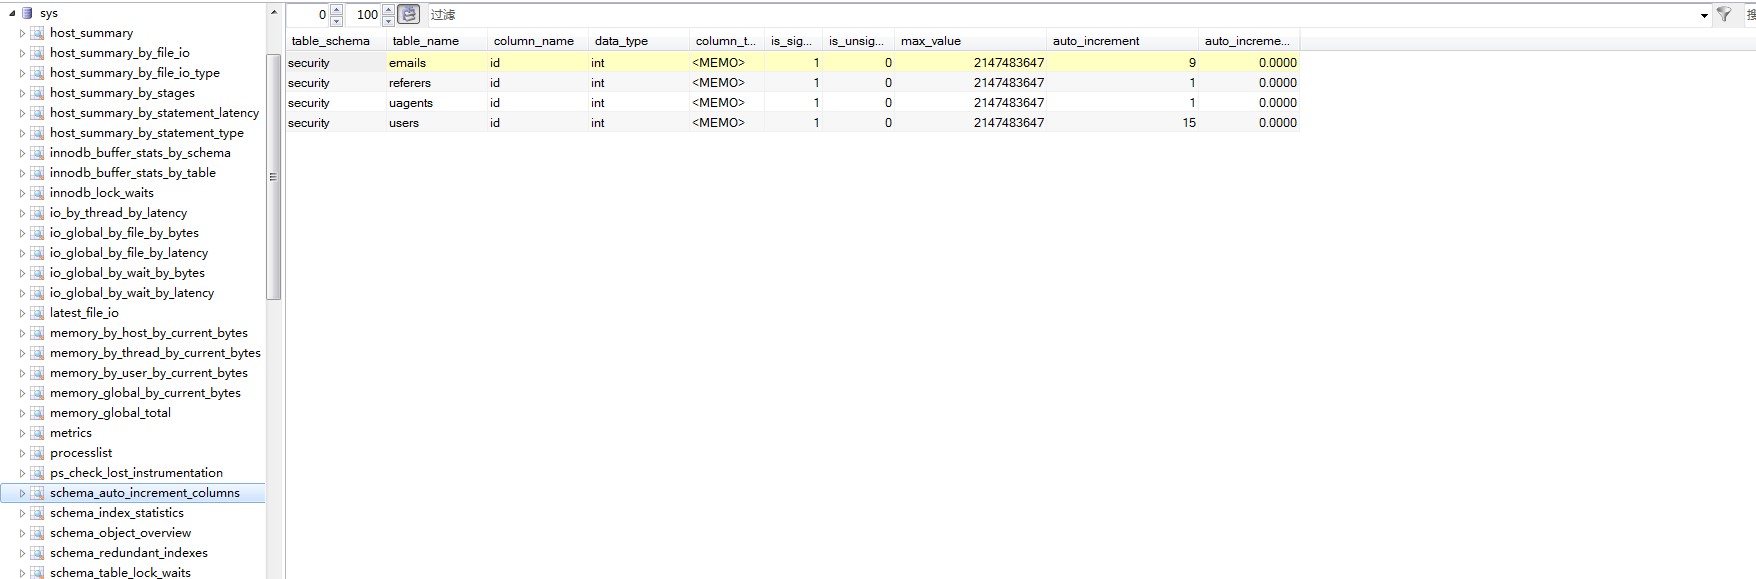 sys
host_summary
host_summary_by_file_io
host_summary_by_file_io_type
host_summary_by_stages
host_summary_by_statement_latency
host_summary_by_statement_type
innodb_buffer_stats_by_schema
innodb_buffer_stats_by_table
innodb_lock_waits
io_by_thread_by_latency
io_global_by_file_by_bytes
io_global_by_file_by_latency
io_global_by_wait_by_bytes
io_global_by_wait_by_latency
latest_file_io
memory_by_host_by_current_bytes
memory_by_thread_by_current_bytes
memory_by_user_by_current_bytes
memory_global_by_current_bytes
memory_global_total
metrics
processlist
ps_check_lost_instrumentation
schema_auto_increment_columns
schema_index_statistics
schema_object_overview
schema_redundant_indexes
schema_table_lock_waits
0 100 过滤
table_schema table_name column_name data_type column_t... is_sig... is_unsig... max_value auto_increment auto_increme...
security emails id int <MEMO> 1 0 2147483647 9 0.0000
security referers id int <MEMO> 1 0 2147483647 1 0.0000
security uagents id int <MEMO> 1 0 2147483647 1 0.0000
security users id int <MEMO> 1 0 2147483647 15 0.0000